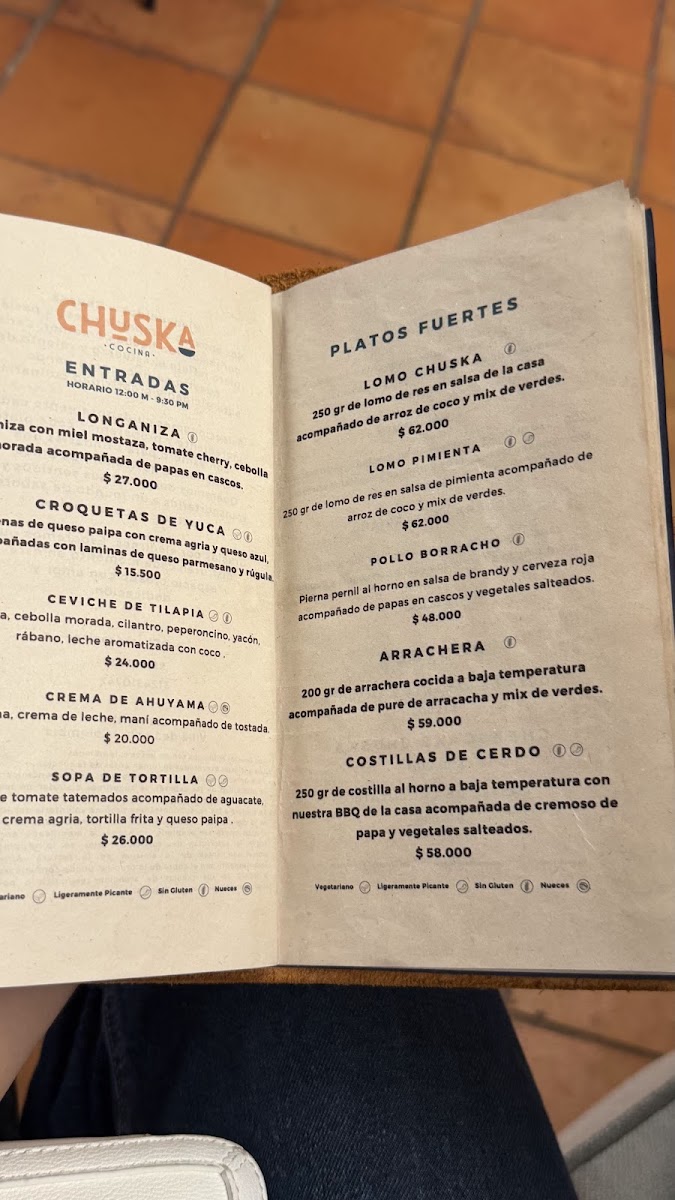 CHUSKA
·COCINA·
ENTRADAS
HORARIO 12:00 M - 9:30 PM
LONGANIZA
con miel mostaza, tomate cherry, cebolla
acompañada de papas en cascos.
$ 27.000
CROQUETAS DE YUCA
de queso paipa con crema agria y queso azul,
con laminas de queso parmesano y rúgula
$ 15.500
CEVICHE DE TILAPIA
cebolla morada, cilantro, peperoncino, yacón,
rábano, leche aromatizada con coco .
$ 24.000
CREMA DE AHUYAMA
crema de leche, maní acompañado de tostada.
$ 20.000
SOPA DE TORTILLA
tomate tatemados acompañado de aguacate,
crema agria, tortilla frita y queso paipa .
$ 26.000
Ligeramente Picante Sin Gluten Nueces
PLATOS FUERTES
LOMO CHUSKA
250 gr de lomo de res en salsa de la casa
acompañado de arroz de coco y mix de verdes.
$ 62.000
LOMO PIMIENTA
250 gr de lomo de res en salsa de pimienta acompañado de
arroz de coco y mix de verdes.
$ 62.000
POLLO BORRACHO
Pierna pernil al horno en salsa de brandy y cerveza roja
acompañado de papas en cascos y vegetales salteados.
$ 48.000
ARRACHERA
200 gr de arrachera cocida a baja temperatura
acompañada de puré de arracacha y mix de verdes.
$ 59.000
COSTILLAS DE CERDO
250 gr de costilla al horno a baja temperatura con
nuestra BBQ de la casa acompañada de cremoso de
papa y vegetales salteados.
$ 58.000
Vegetariano Ligeramente Picante Sin Gluten Nueces